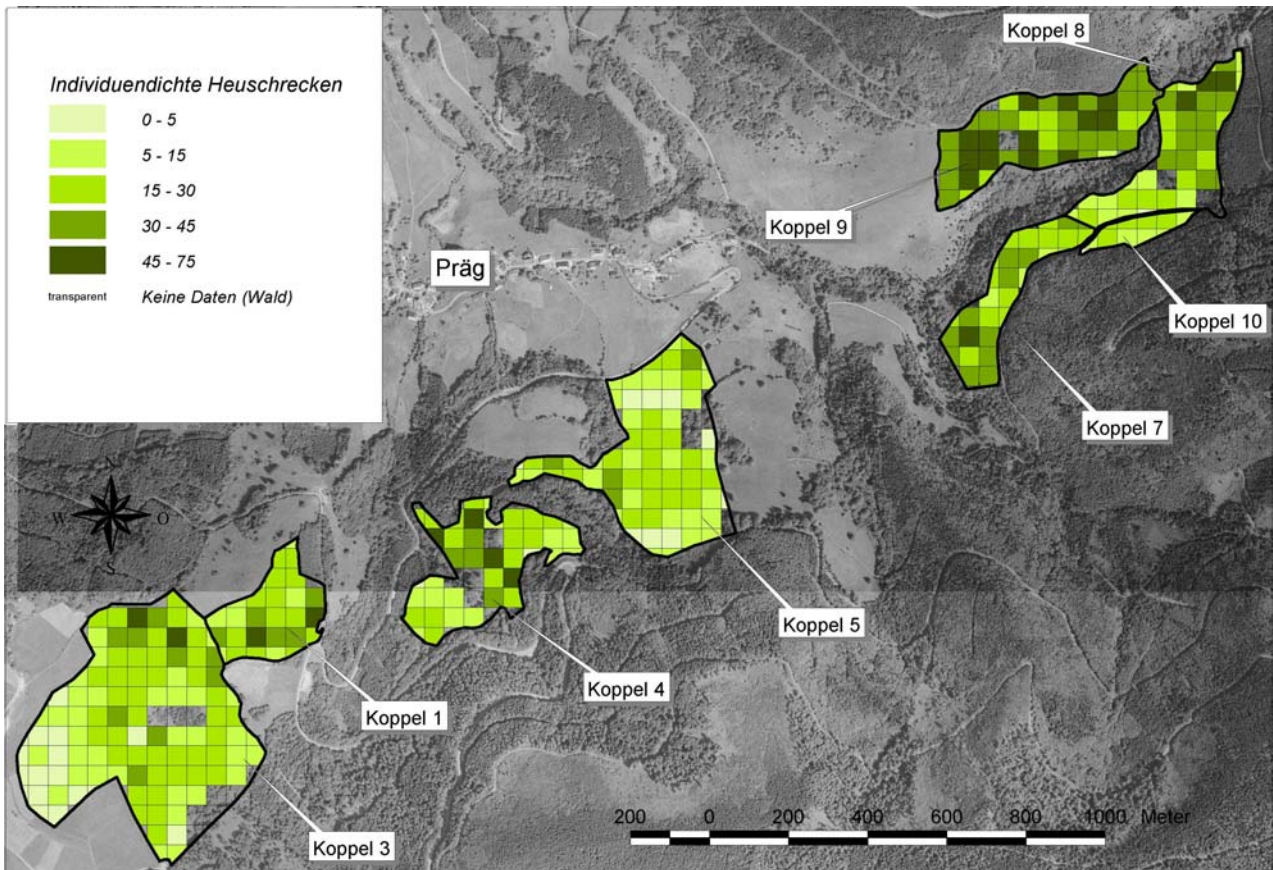 Individuendichte Heuschrecken
0 - 5
5 - 15
15 - 30
30 - 45
45 - 75
transparent Keine Daten (Wald)
Koppel 8
Koppel 9
Präg
Koppel 10
Koppel 7
N
W O
S
Koppel 5
Koppel 4
Koppel 1
Koppel 3
200 0 200 400 600 800 1000 Meter